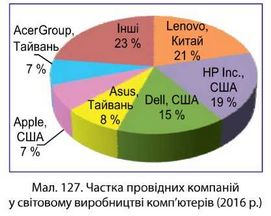 AcerGroup,
Тайвань
7 %
Інші
23 %
Lenovo,
Китай
21 %
HP Inc.,
США
19 %
Dell, США
15 %
Asus,
Тайвань
8 %
Apple,
США
7 %
Мал. 127. Частка провідних компаній
у світовому виробництві комп’ютерів (2016 р.)